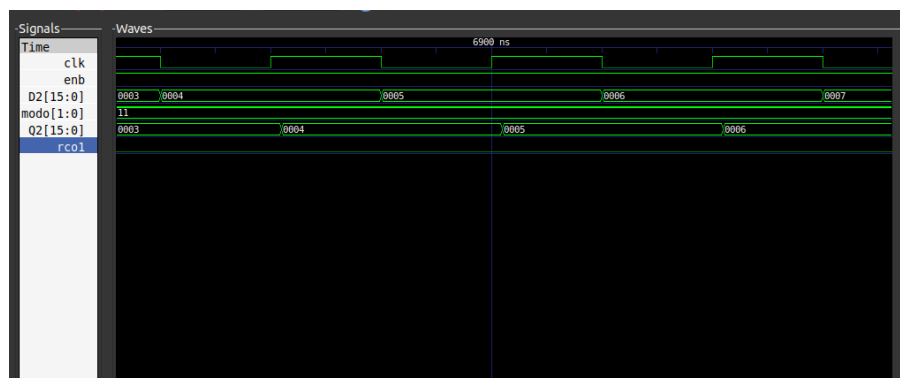 Signals Waves
Time 6900 ns
clk
enb
D2[15:0] 0003 0004 0005 0006 0007
modo[1:0] 11
Q2[15:0] 0003 0004 0005 0006
rco1